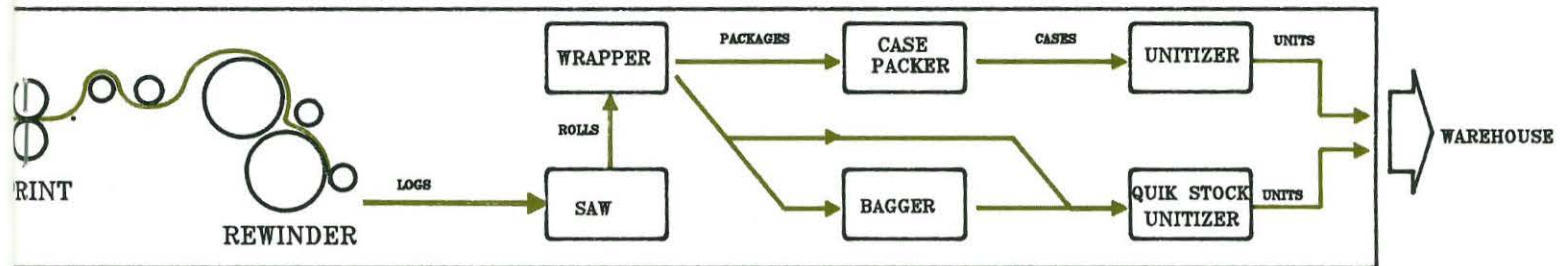 RINT
REWINDER
LOGS
SAW
ROLLS
WRAPPER
PACKAGES
CASE
PACKER
CASES
UNITIZER
UNITS
BAGGER
QUIK STOCK
UNITIZER
UNITS
WAREHOUSE